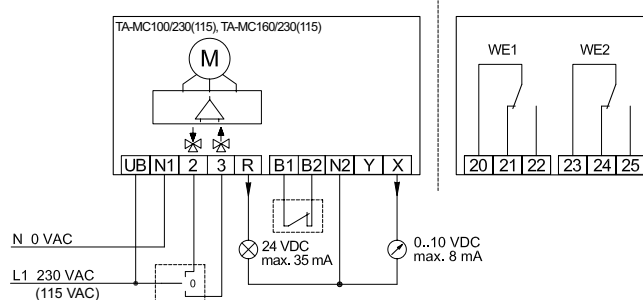 TA-MC100/230(115), TA-MC160/230(115)
M
UB N1 2 3 R B1 B2 N2 Y X
N 0 VAC
L1 230 VAC
(115 VAC)
0
24 VDC
max. 35 mA
0..10 VDC
max. 8 mA
WE1 WE2
20 21 22 23 24 25